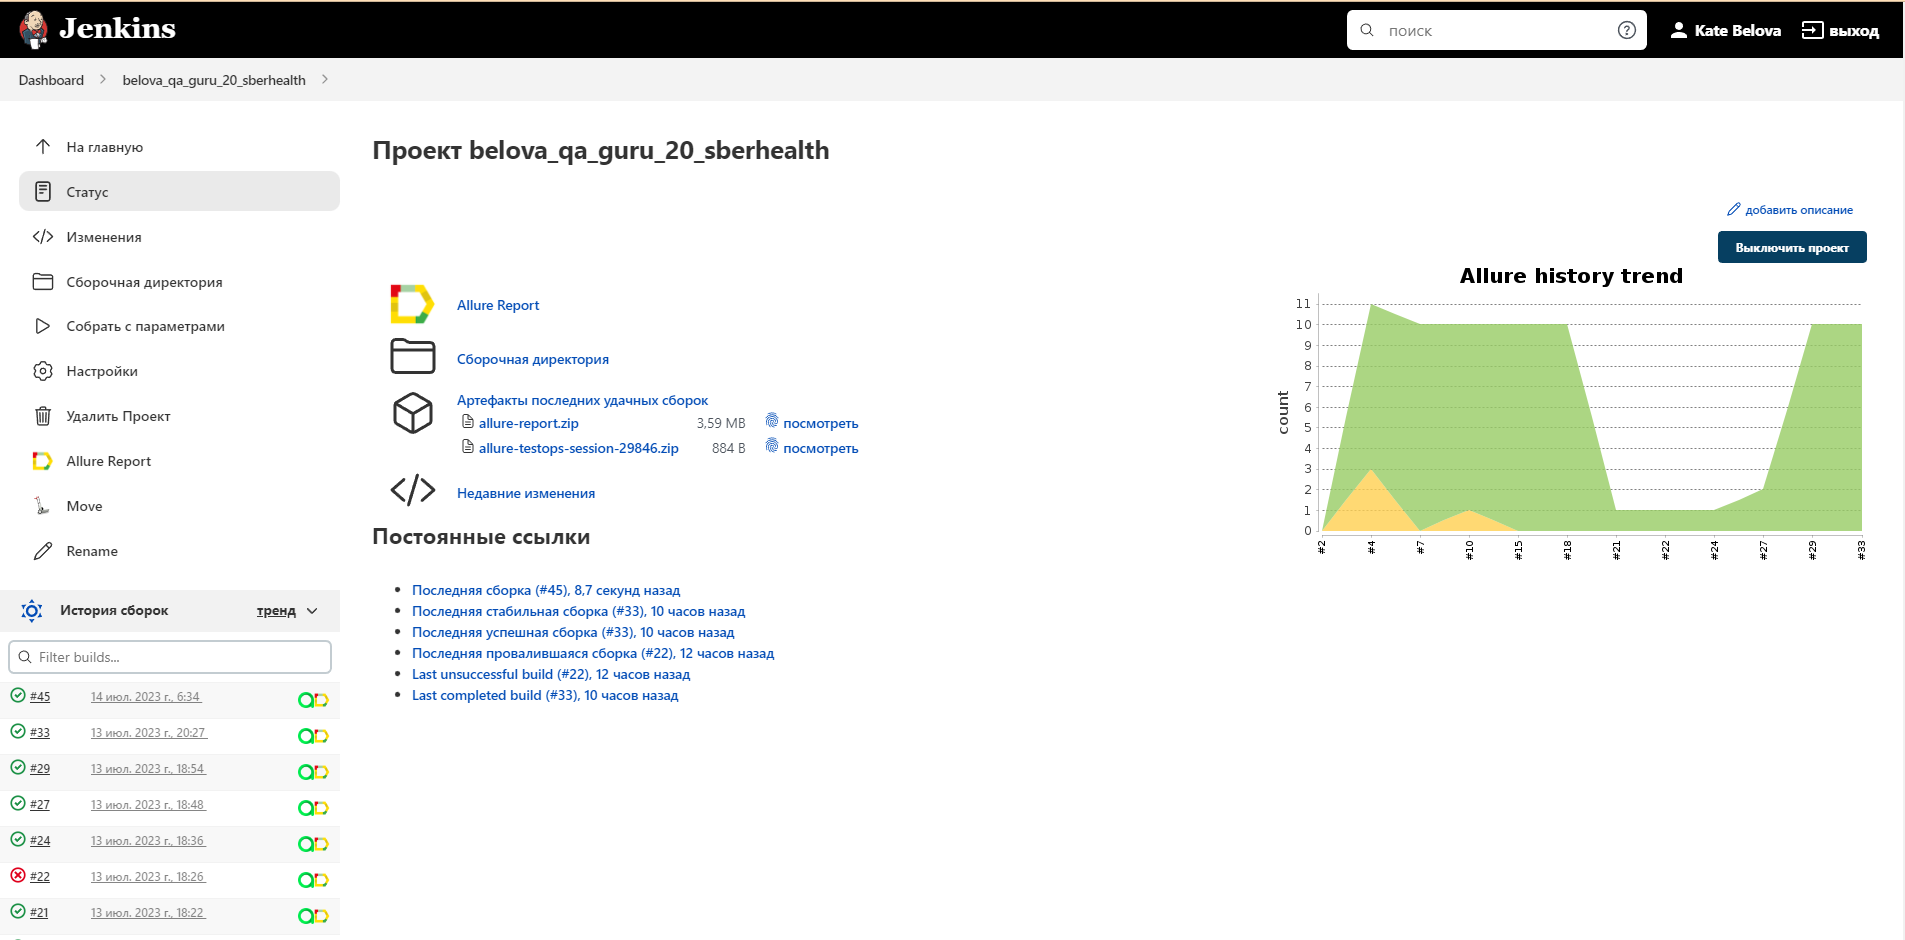 Jenkins
поиск
Kate Belova
выход
Dashboard
belova_qa_guru_20_sberhealth
На главную
Статус
Изменения
Сборочная директория
Собрать с параметрами
Настройки
Удалить Проект
Allure Report
Move
Rename
История сборок
тренд
Filter builds...
#45 14 июл. 2023 г., 6:34
#33 13 июл. 2023 г., 20:27
#29 13 июл. 2023 г., 18:54
#27 13 июл. 2023 г., 18:48
#24 13 июл. 2023 г., 18:36
#22 13 июл. 2023 г., 18:26
#21 13 июл. 2023 г., 18:22
Проект belova_qa_guru_20_sberhealth
добавить описание
Выключить проект
Allure Report
Сборочная директория
Артефакты последних удачных сборок
allure-report.zip 3,59 MB посмотреть
allure-testops-session-29846.zip 884 B посмотреть
Недавние изменения
Постоянные ссылки
Последняя сборка (#45), 8,7 секунд назад
Последняя стабильная сборка (#33), 10 часов назад
Последняя успешная сборка (#33), 10 часов назад
Последняя провалившаяся сборка (#22), 12 часов назад
Last unsuccessful build (#22), 12 часов назад
Last completed build (#33), 10 часов назад
Allure history trend
count
11
10
9
8
7
6
5
4
3
2
1
0
#2 #4 #7 #10 #15 #18 #21 #22 #24 #27 #29 #33